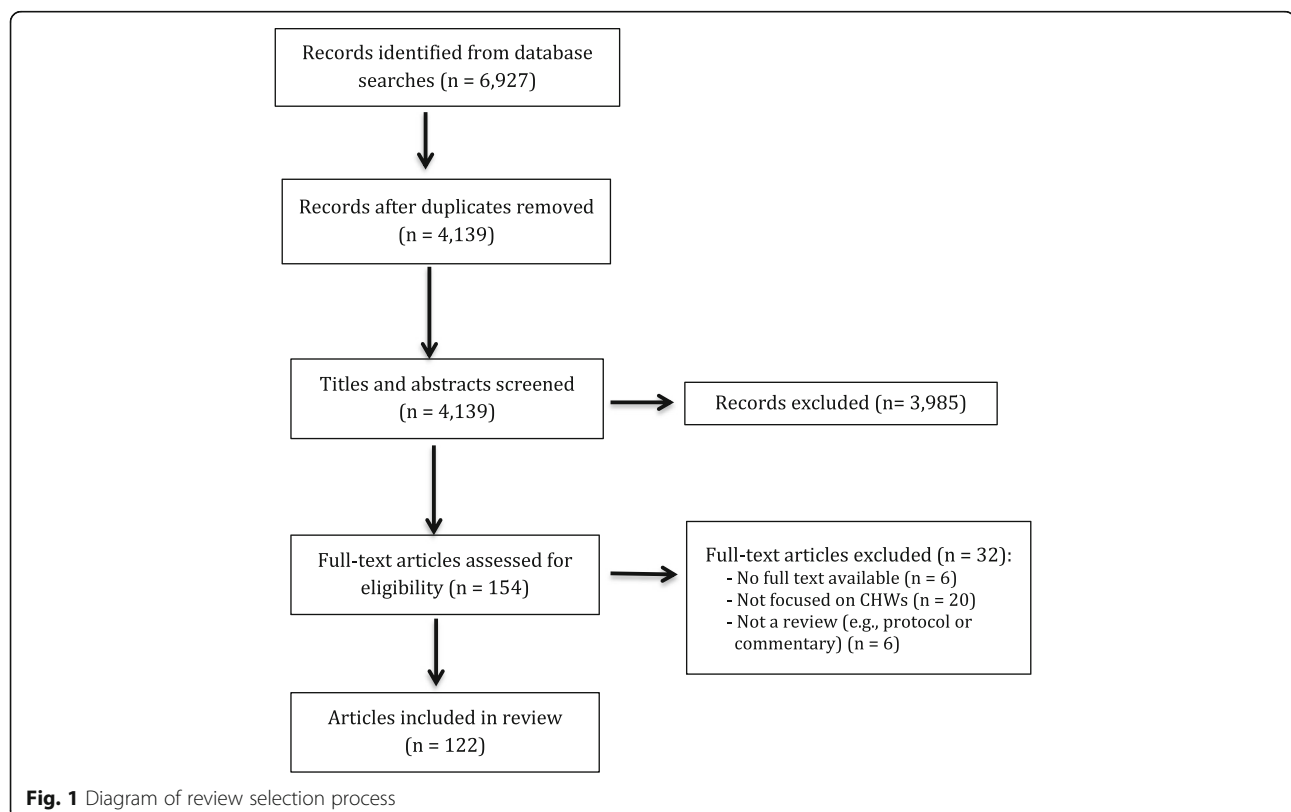 Records identified from database
searches (n = 6,927)
Records after duplicates removed
(n = 4,139)
Titles and abstracts screened
(n = 4,139)
Records excluded (n= 3,985)
Full-text articles assessed for
eligibility (n = 154)
Full-text articles excluded (n = 32):
- No full text available (n = 6)
- Not focused on CHWs (n = 20)
- Not a review (e.g., protocol or
commentary) (n = 6)
Articles included in review
(n = 122)
Fig. 1 Diagram of review selection process